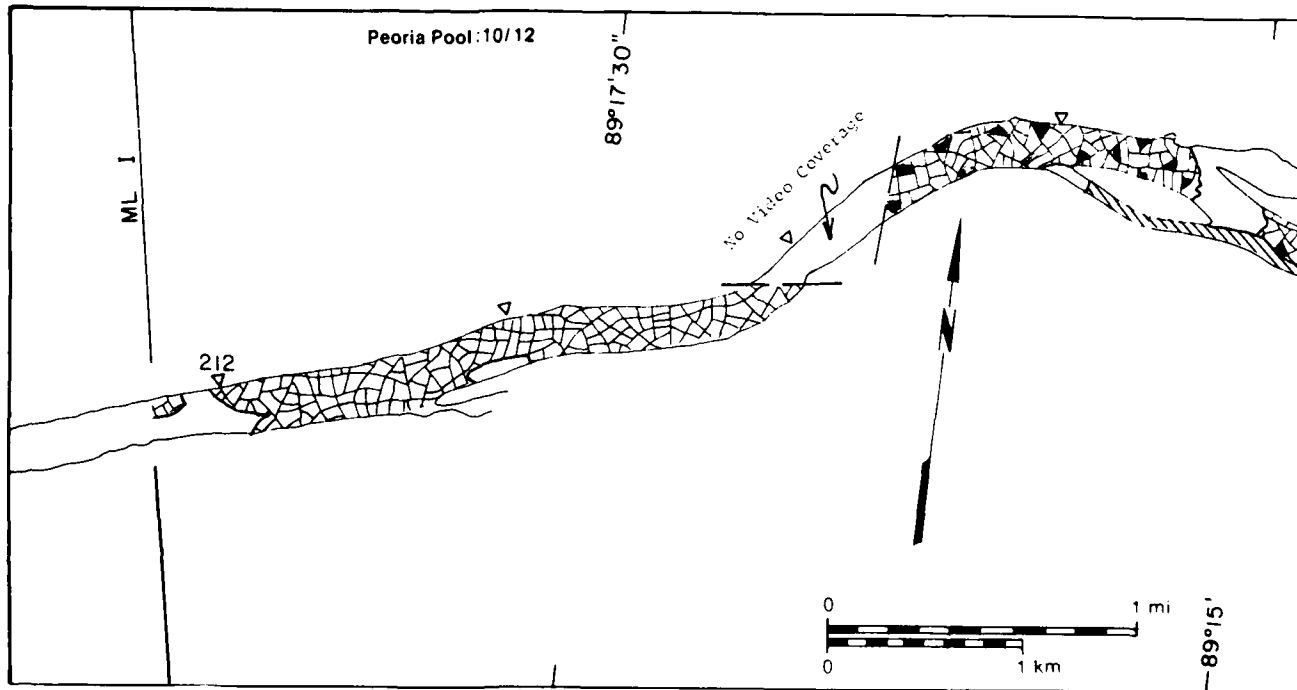 Peoria Pool:10/12
89°17'30"
ML I
No Video Coverage
212
N
0 1 mi
0 1 km
89°15'